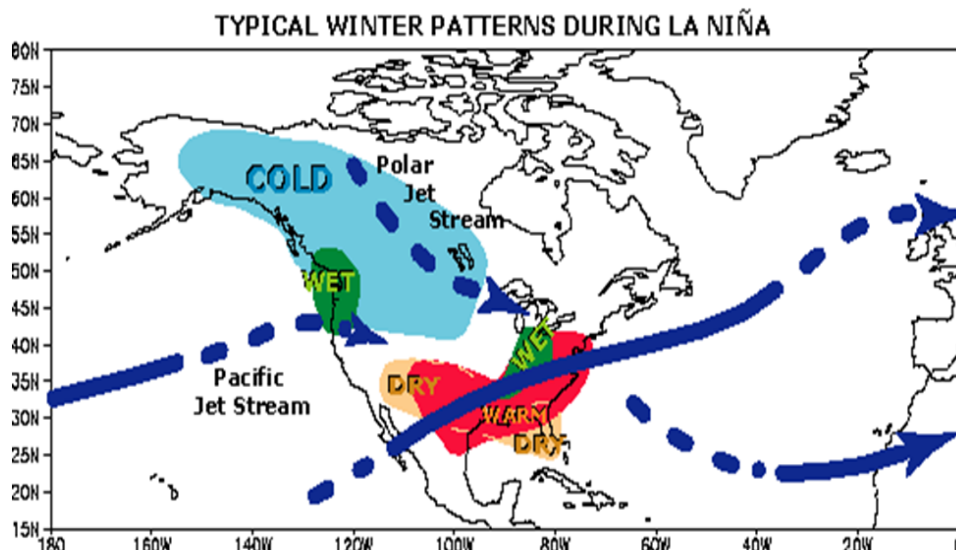 TYPICAL WINTER PATTERNS DURING LA NIÑA
80N
75N
70N
65N
60N
55N
50N
45N
40N
35N
30N
25N
20N
15N
COLD
Polar
Jet
Stream
WET
WET
Pacific
Jet Stream
DRY
WARM
DRY
180 160W 140W 120W 100W 80W 60W 40W 20W